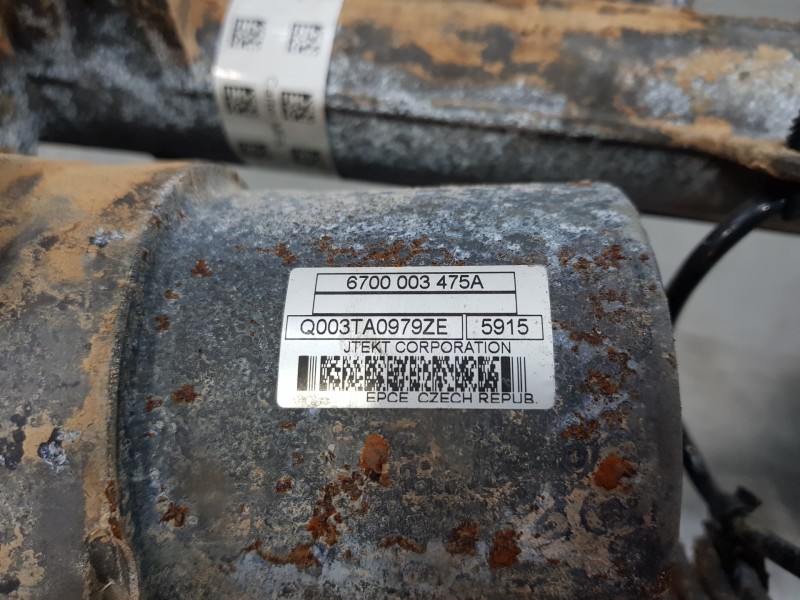 6700 003 475A
Q003TA0979ZE 5915
JTEKT CORPORATION
EPCE, CZECH REPUB.